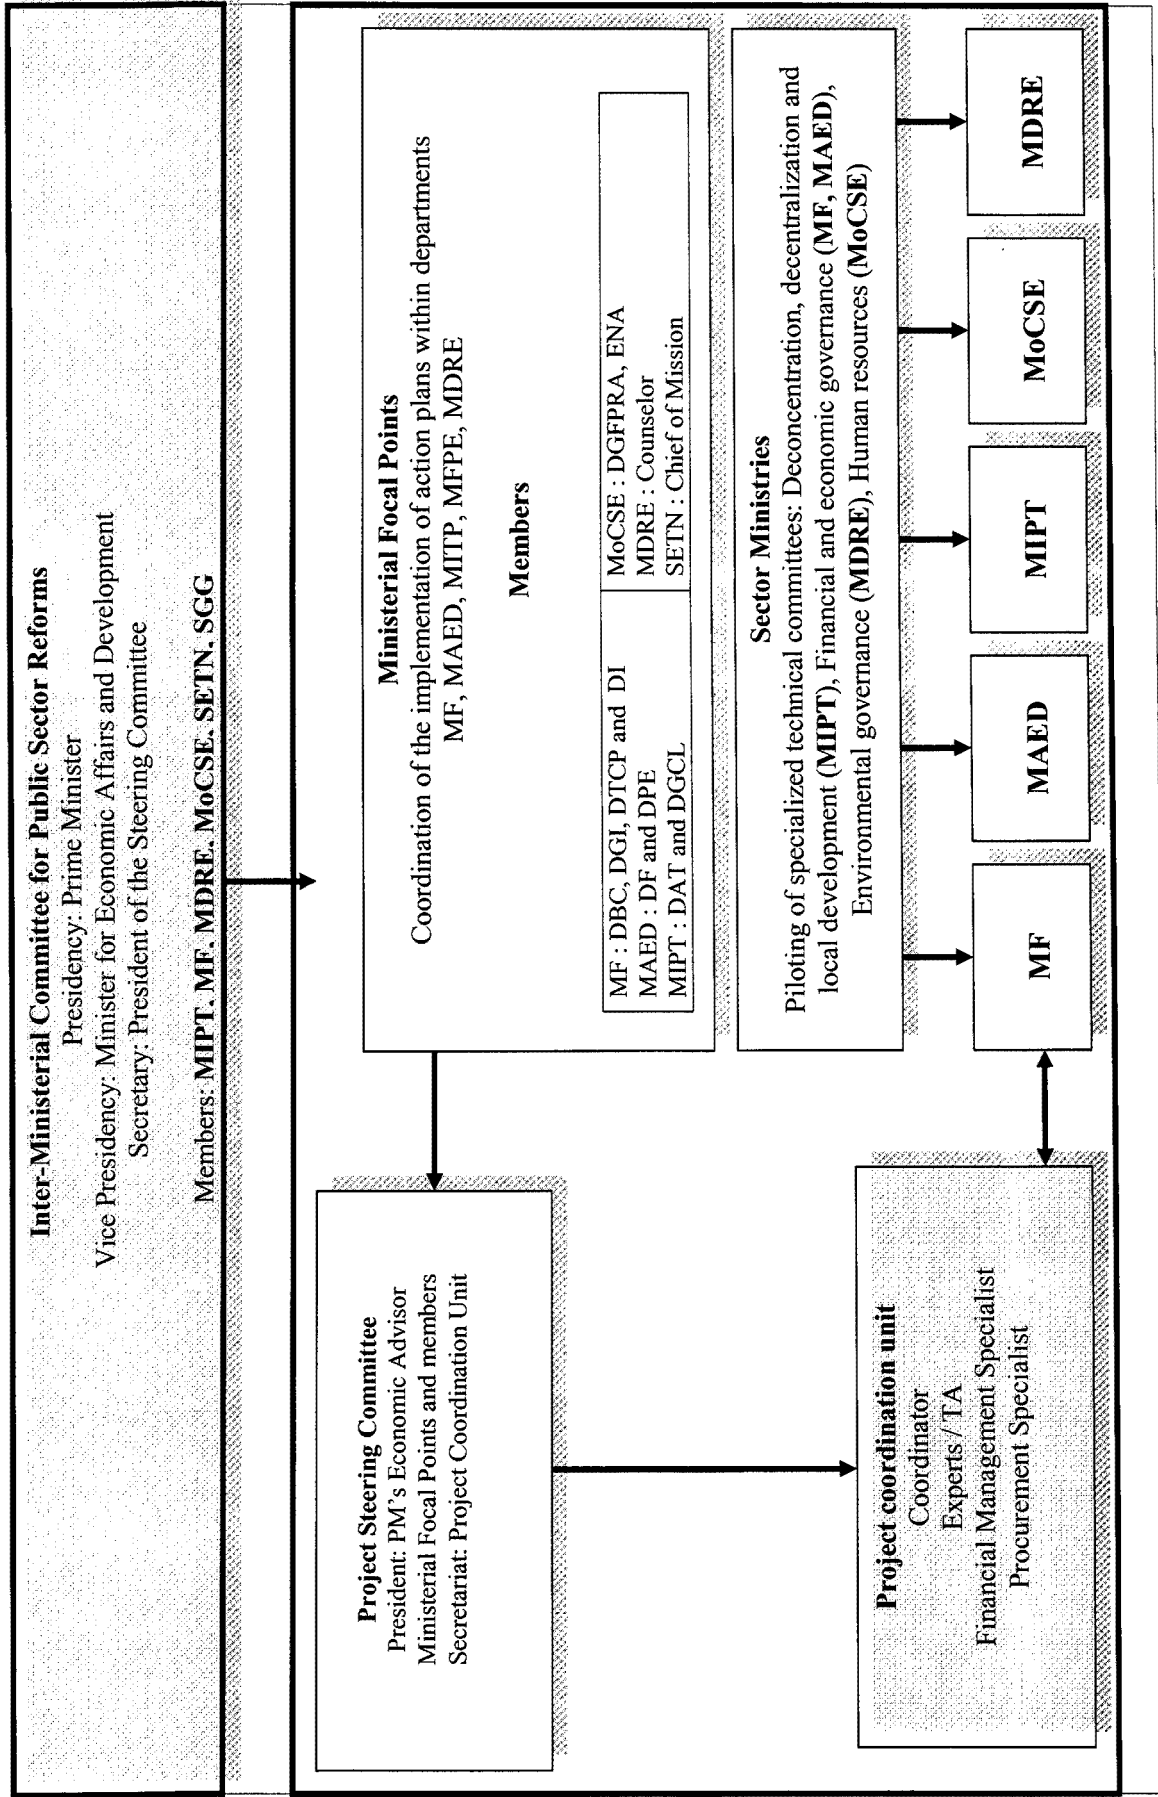 Inter-Ministerial Committee for Public Sector Reforms
Presidency: Prime Minister
Vice Presidency: Minister for Economic Affairs and Development
Secretary: President of the Steering Committee
Members: MIPT, MF, MDRE, MoCSE, SETN, SGG
Project Steering Committee
President: PM's Economic Advisor
Ministerial Focal Points and members
Secretariat: Project Coordination Unit
Ministerial Focal Points
Coordination of the implementation of action plans within departments
MF, MAED, MITP, MFPE, MDRE
Members
MF : DBC, DGI, DTCP and DI
MAED : DF and DPE
MIPT : DAT and DGCL
MoCSE : DGFPRA, ENA
MDRE : Counselor
SETN : Chief of Mission
Sector Ministries
Piloting of specialized technical committees: Deconcentration, decentralization and
local development (MIPT), Financial and economic governance (MF, MAED),
Environmental governance (MDRE), Human resources (MoCSE)
Project coordination unit
Coordinator
Experts / TA
Financial Management Specialist
Procurement Specialist
MF
MAED
MIPT
MoCSE
MDRE